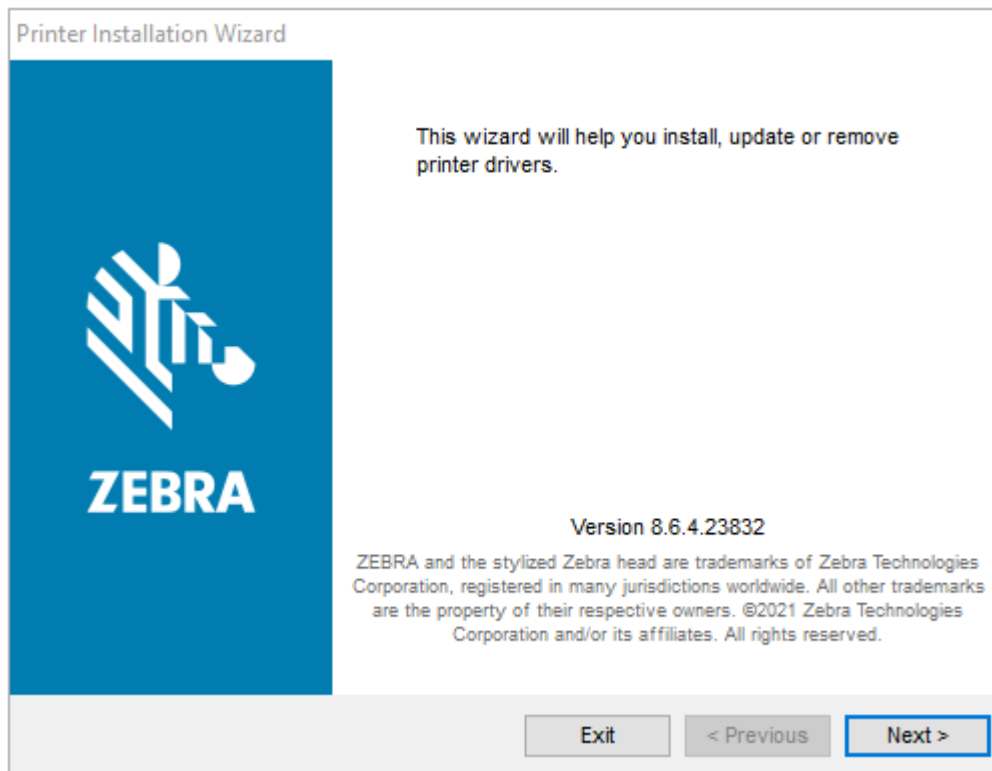 Printer Installation Wizard
This wizard will help you install, update or remove
printer drivers.
ZEBRA
Version 8.6.4.23832
ZEBRA and the stylized Zebra head are trademarks of Zebra Technologies
Corporation, registered in many jurisdictions worldwide. All other trademarks
are the property of their respective owners. ©2021 Zebra Technologies
Corporation and/or its affiliates. All rights reserved.
Exit
< Previous
Next >